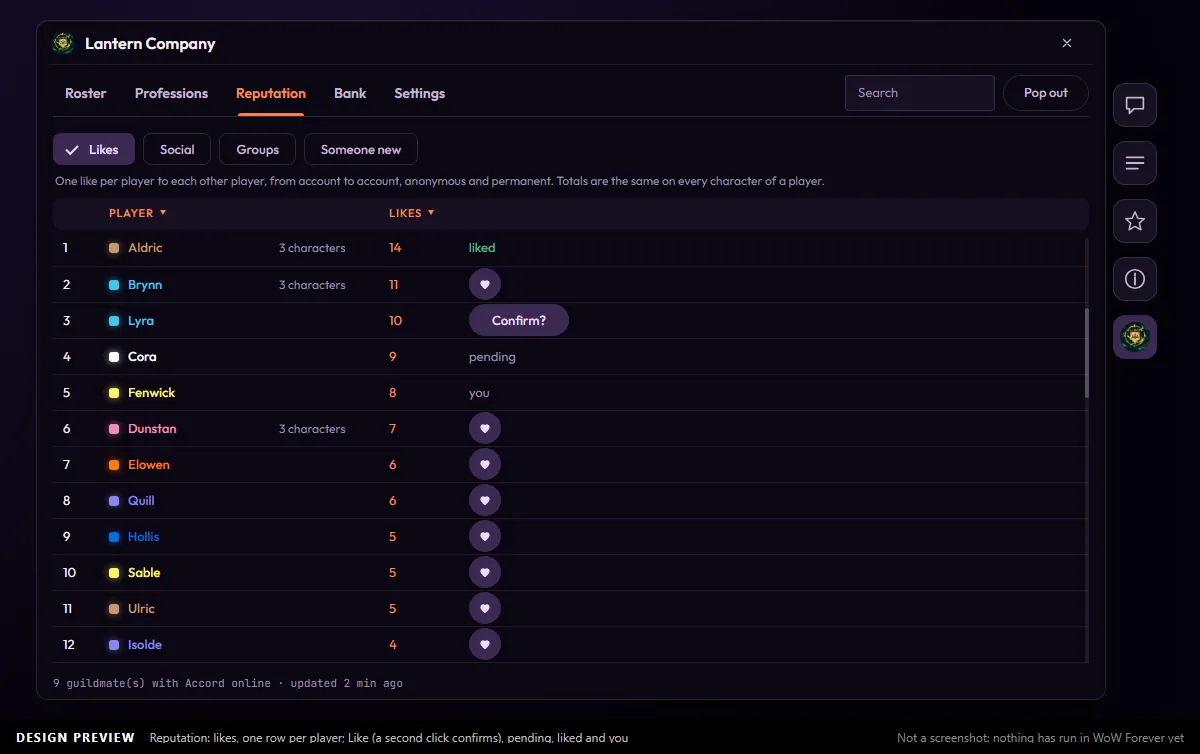 Lantern Company
Roster Professions Reputation Bank Settings Search Pop out
Likes Social Groups Someone new
One like per player to each other player, from account to account, anonymous and permanent. Totals are the same on every character of a player.
PLAYER LIKES
1 Aldric 3 characters 14 liked
2 Brynn 3 characters 11
3 Lyra 10 Confirm?
4 Cora 9 pending
5 Fenwick 8 you
6 Dunstan 3 characters 7
7 Elowen 6
8 Quill 6
9 Hollis 5
10 Sable 5
11 Ulric 5
12 Isolde 4
9 guildmate(s) with Accord online · updated 2 min ago
DESIGN PREVIEW Reputation: likes, one row per player; Like (a second click confirms), pending, liked and you Not a screenshot: nothing has run in WoW Forever yet